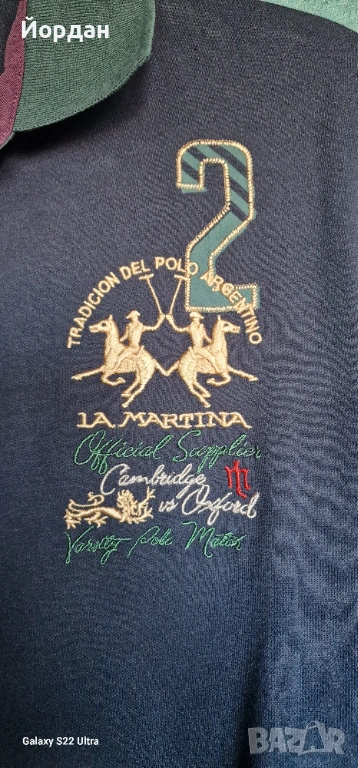 Йордан
2
TRADICION DEL POLO ARGENTINO
LA MARTINA
Official Supplier
Cambridge
vs Oxford
Varsity Polo Match
Galaxy S22 Ultra
BAZAR